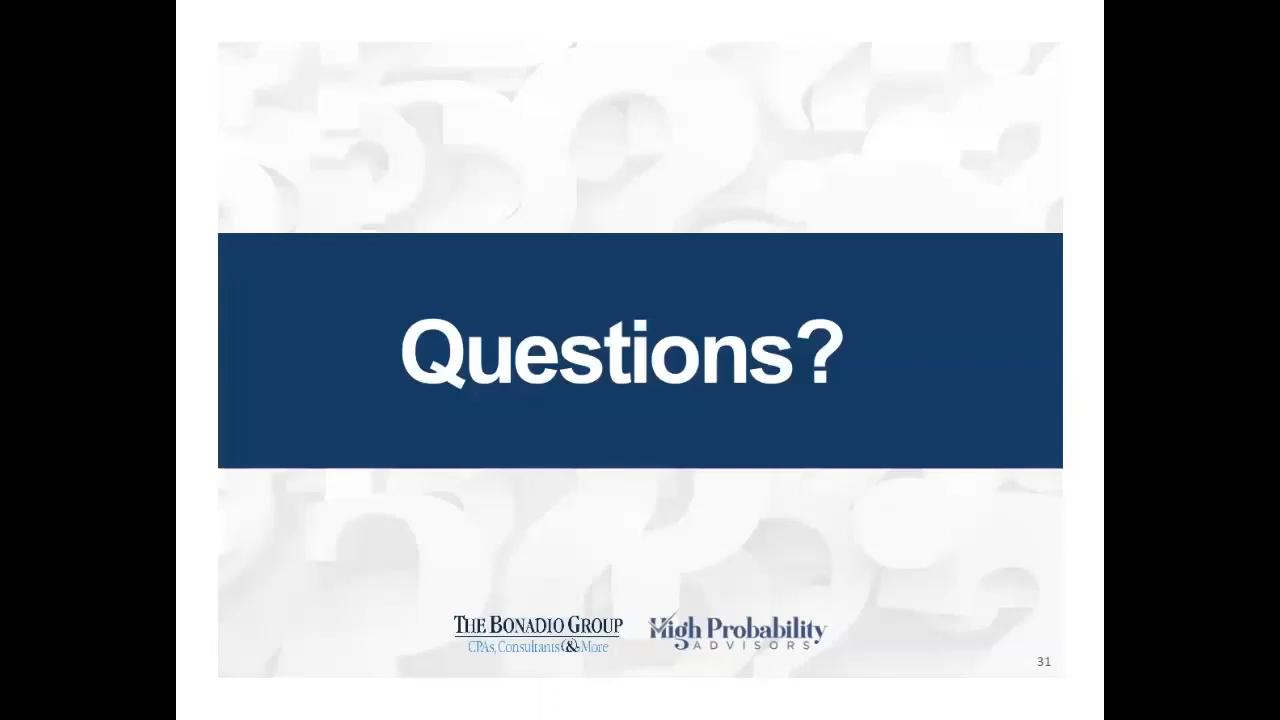 Questions?
THE BONADIO GROUP
CPAs, Consultants & More
High Probability
ADVISORS
31